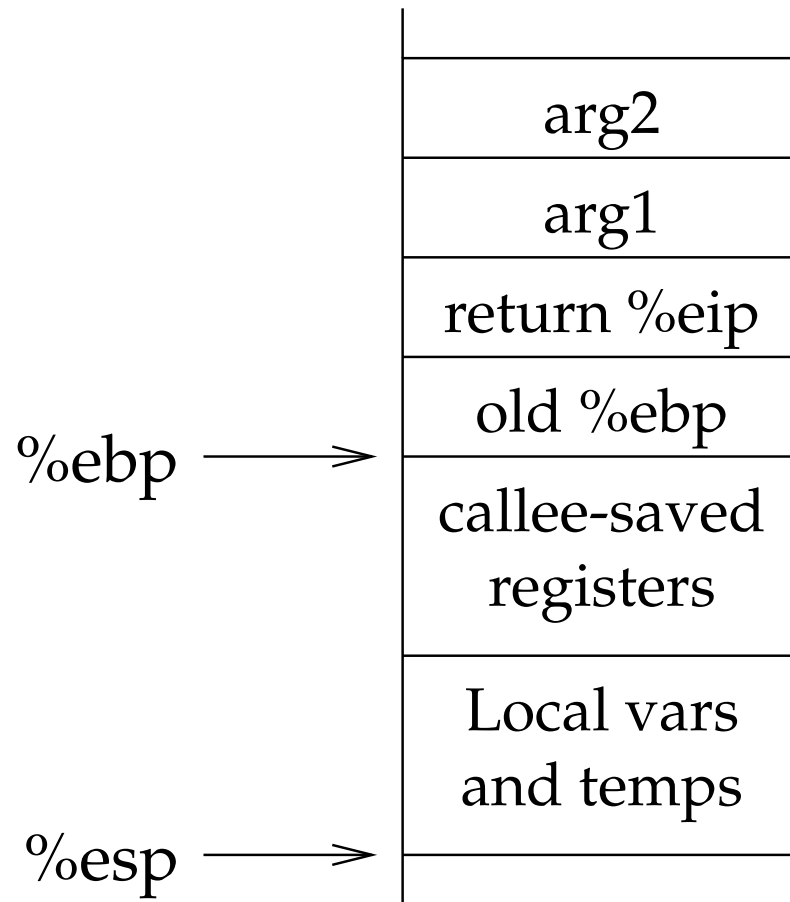 arg2
arg1
return %eip
old %ebp
%ebp
callee-saved
registers
Local vars
and temps
%esp